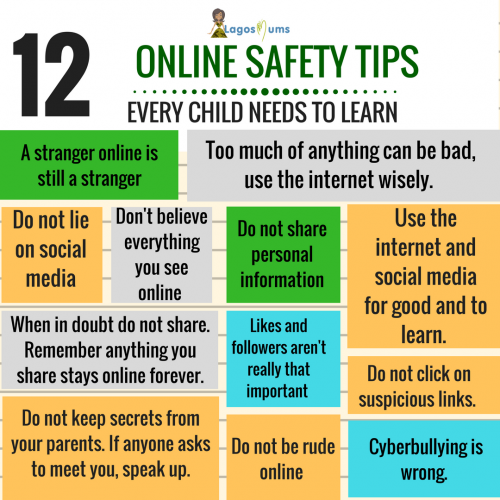 LagosMums
12
ONLINE SAFETY TIPS
EVERY CHILD NEEDS TO LEARN
A stranger online is
still a stranger
Too much of anything can be bad,
use the internet wisely.
Do not lie
on social
media
Don't believe
everything
you see
online
Do not share
personal
information
Use the
internet and
social media
for good and to
learn.
When in doubt do not share.
Remember anything you
share stays online forever.
Likes and
followers aren't
really that
important
Do not click on
suspicious links.
Do not keep secrets from
your parents. If anyone asks
to meet you, speak up.
Do not be rude
online
Cyberbullying is
wrong.